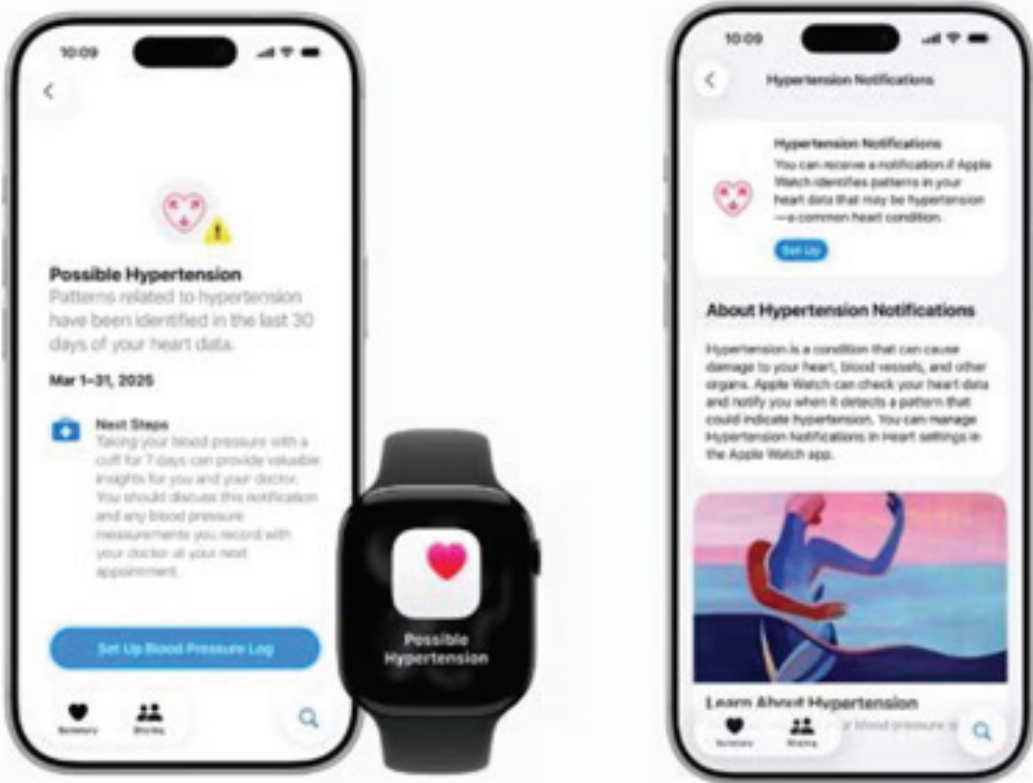 10:09
Possible Hypertension
Patterns related to hypertension
have been identified in the last 30
days of your heart data.
Mar 1–31, 2025
Next Steps
Taking your blood pressure with a
cuff for 7 days can provide valuable
insights for you and your doctor.
You should discuss this notification
and any blood pressure
measurements you record with
your doctor at your next
appointment.
Set Up Blood Pressure Log
Summary
Sharing
Possible
Hypertension
10:09
Hypertension Notifications
Hypertension Notifications
You can receive a notification if Apple
Watch identifies patterns in your
heart data that may be hypertension
—a common heart condition.
Set Up
About Hypertension Notifications
Hypertension is a condition that can cause
damage to your heart, blood vessels, and other
organs. Apple Watch can check your heart data
and notify you when it detects a pattern that
could indicate hypertension. You can manage
Hypertension Notifications in Heart settings in
the Apple Watch app.
Learn About Hypertension
blood pressure
Summary
Sharing